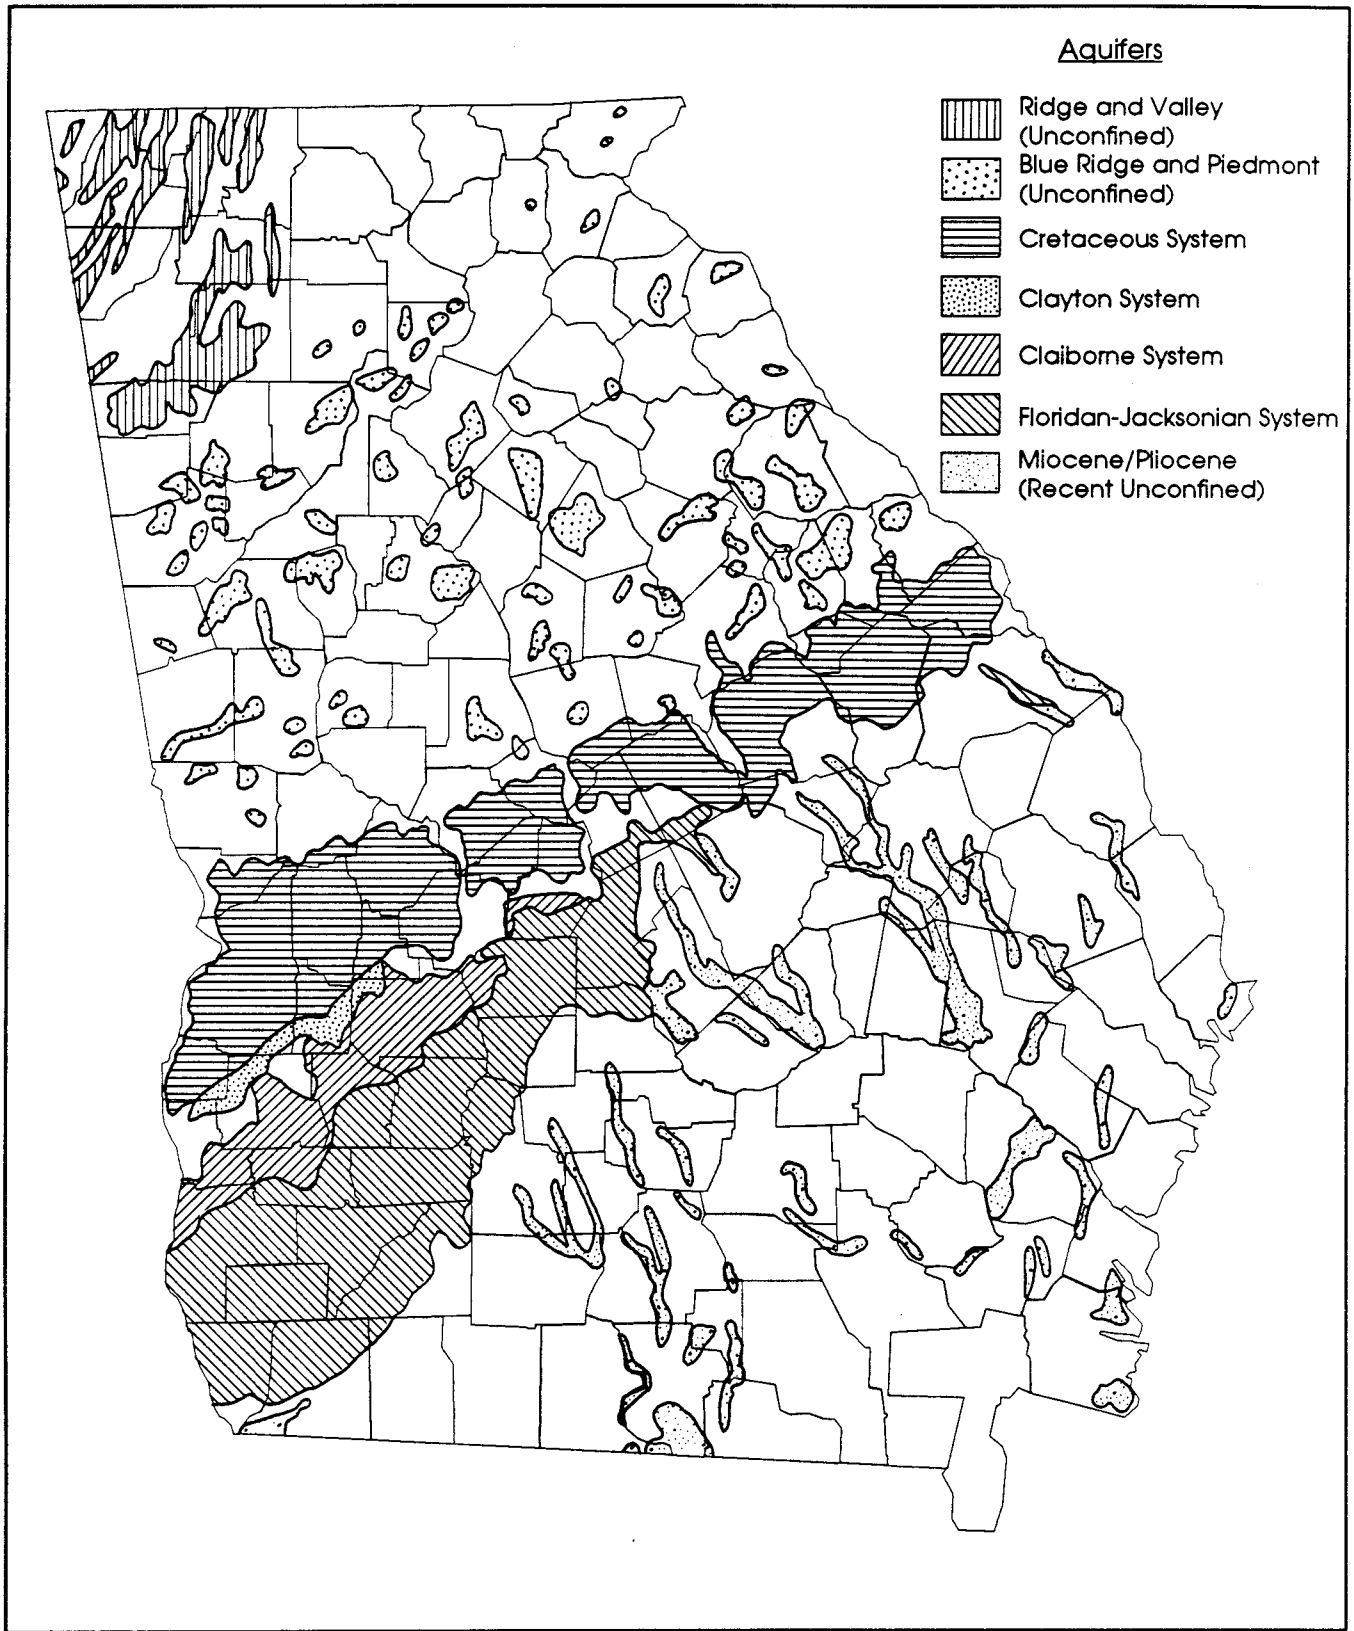 Aquifers
Ridge and Valley
(Unconfined)
Blue Ridge and Piedmont
(Unconfined)
Cretaceous System
Clayton System
Claiborne System
Floridan-Jacksonian System
Miocene/Pliocene
(Recent Unconfined)